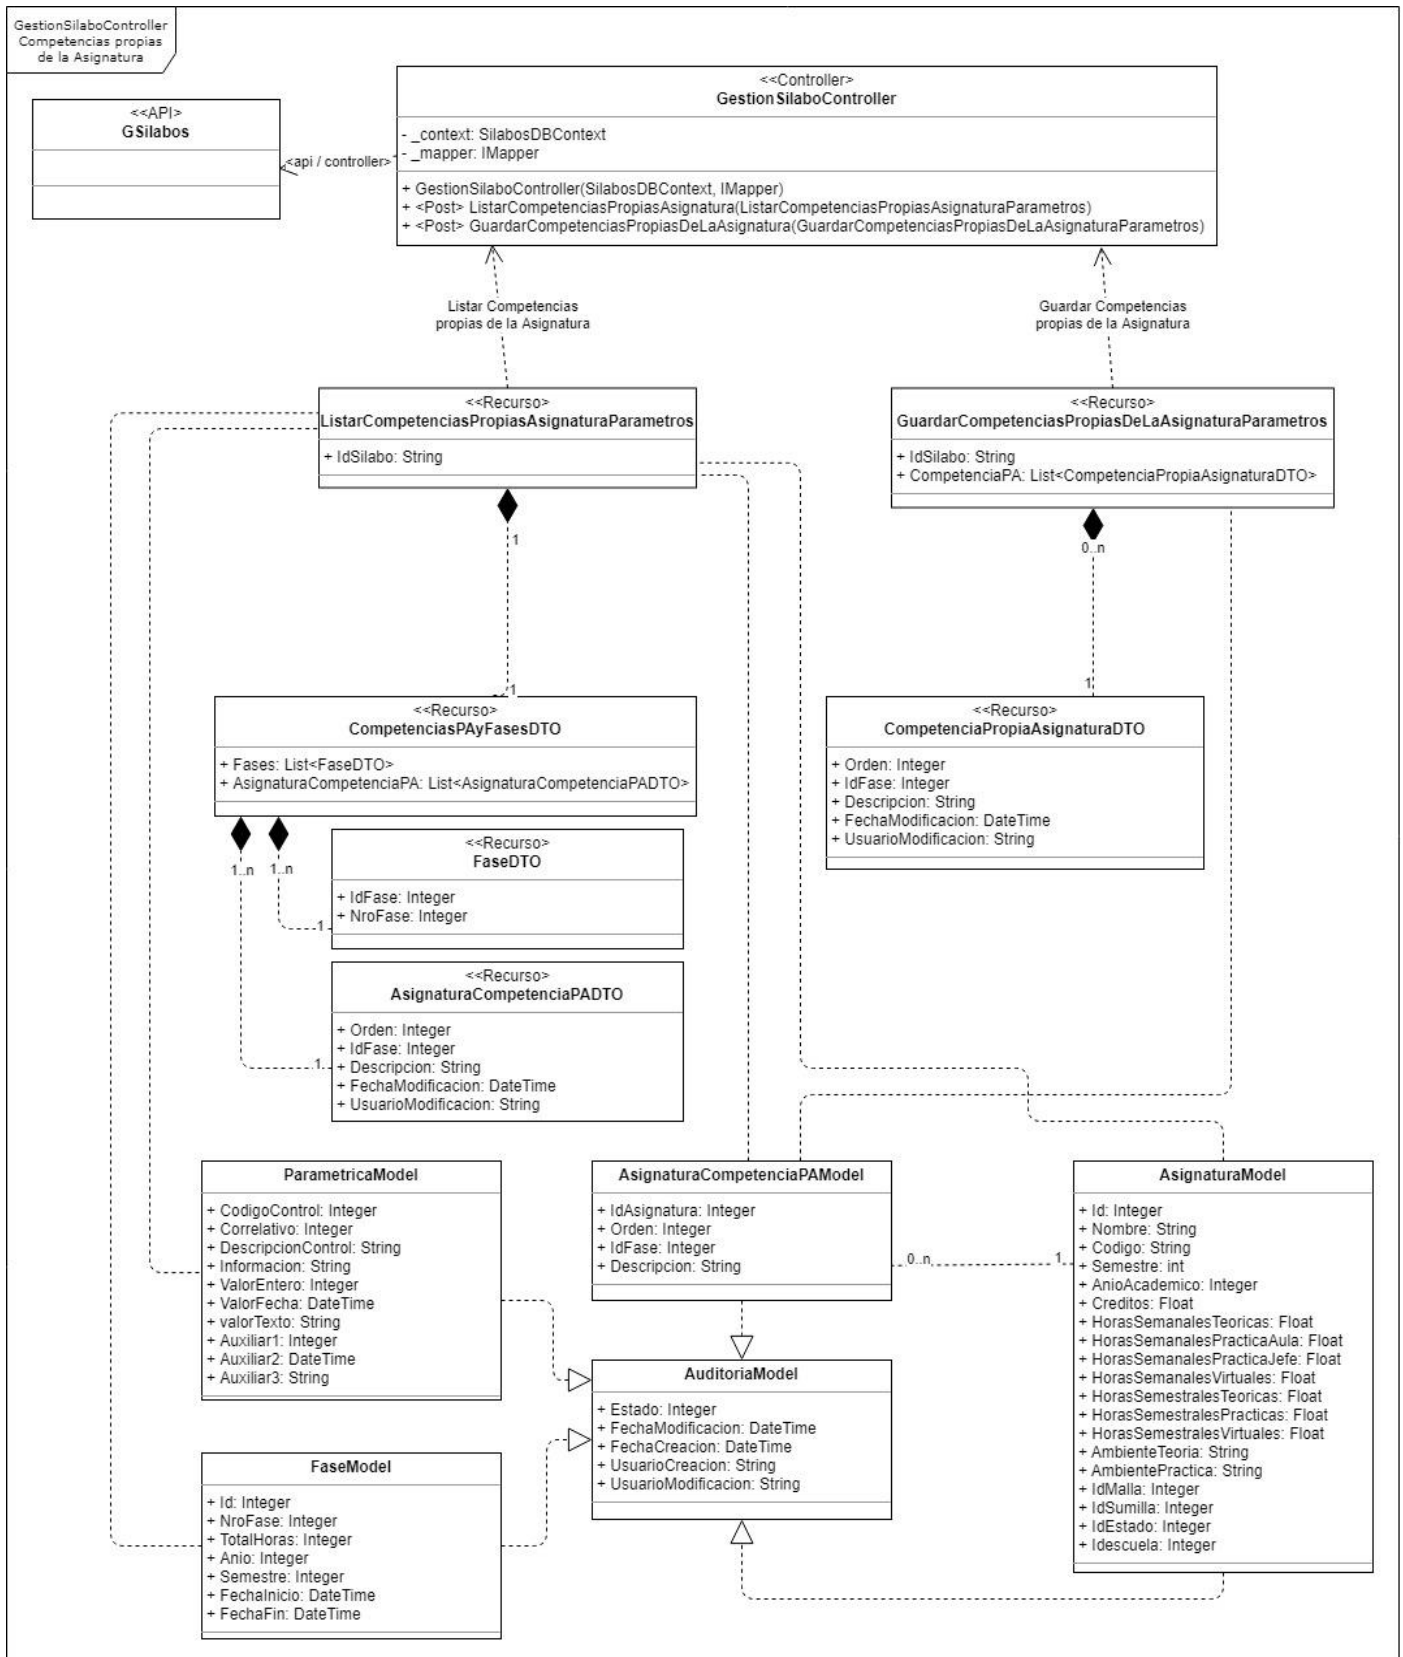 GestionSilaboController
Competencias propias
de la Asignatura
<<API>
GSilabos
<api / controller>
<<Controller>
GestionSilaboController
- _context: SilabosDBContext
- _mapper: IMapper
+ GestionSilaboController(SilabosDBContext, IMapper)
+ <Post> ListarCompetenciasPropiasAsignatura(ListarCompetenciasPropiasAsignaturaParametros)
+ <Post> GuardarCompetenciasPropiasDeLaAsignatura(GuardarCompetenciasPropiasDeLaAsignaturaParametros)
Listar Competencias
propias de la Asignatura
Guardar Competencias
propias de la Asignatura
<<Recurso>
ListarCompetenciasPropiasAsignaturaParametros
+ IdSilabo: String
<<Recurso>
GuardarCompetenciasPropiasDeLaAsignaturaParametros
+ IdSilabo: String
+ CompetenciaPA: List<CompetenciaPropiaAsignaturaDTO>
1
0..n
1
1
<<Recurso>
CompetenciasPAyFasesDTO
+ Fases: List<FaseDTO>
+ AsignaturaCompetenciaPA: List<AsignaturaCompetenciaPADTO>
<<Recurso>
CompetenciaPropiaAsignaturaDTO
+ Orden: Integer
+ IdFase: Integer
+ Descripcion: String
+ FechaModificacion: DateTime
+ UsuarioModificacion: String
1..n
1..n
<<Recurso>
FaseDTO
+ IdFase: Integer
+ NroFase: Integer
1
<<Recurso>
AsignaturaCompetenciaPADTO
+ Orden: Integer
+ IdFase: Integer
+ Descripcion: String
+ FechaModificacion: DateTime
+ UsuarioModificacion: String
1
ParametricaModel
+ CodigoControl: Integer
+ Correlativo: Integer
+ DescripcionControl: String
+ Informacion: String
+ ValorEntero: Integer
+ ValorFecha: DateTime
+ valorTexto: String
+ Auxiliar1: Integer
+ Auxiliar2: DateTime
+ Auxiliar3: String
AsignaturaCompetenciaPAModel
+ IdAsignatura: Integer
+ Orden: Integer
+ IdFase: Integer
+ Descripcion: String
0..n
1
AsignaturaModel
+ Id: Integer
+ Nombre: String
+ Codigo: String
+ Semestre: int
+ AnioAcademico: Integer
+ Creditos: Float
+ HorasSemanalesTeoricas: Float
+ HorasSemanalesPracticaAula: Float
+ HorasSemanalesPracticaJefe: Float
+ HorasSemanalesVirtuales: Float
+ HorasSemestralesTeoricas: Float
+ HorasSemestralesPracticas: Float
+ HorasSemestralesVirtuales: Float
+ AmbienteTeoria: String
+ AmbientePractica: String
+ IdMalla: Integer
+ IdSumilla: Integer
+ IdEstado: Integer
+ Idescuela: Integer
AuditoriaModel
+ Estado: Integer
+ FechaModificacion: DateTime
+ FechaCreacion: DateTime
+ UsuarioCreacion: String
+ UsuarioModificacion: String
FaseModel
+ Id: Integer
+ NroFase: Integer
+ TotalHoras: Integer
+ Anio: Integer
+ Semestre: Integer
+ FechaInicio: DateTime
+ FechaFin: DateTime